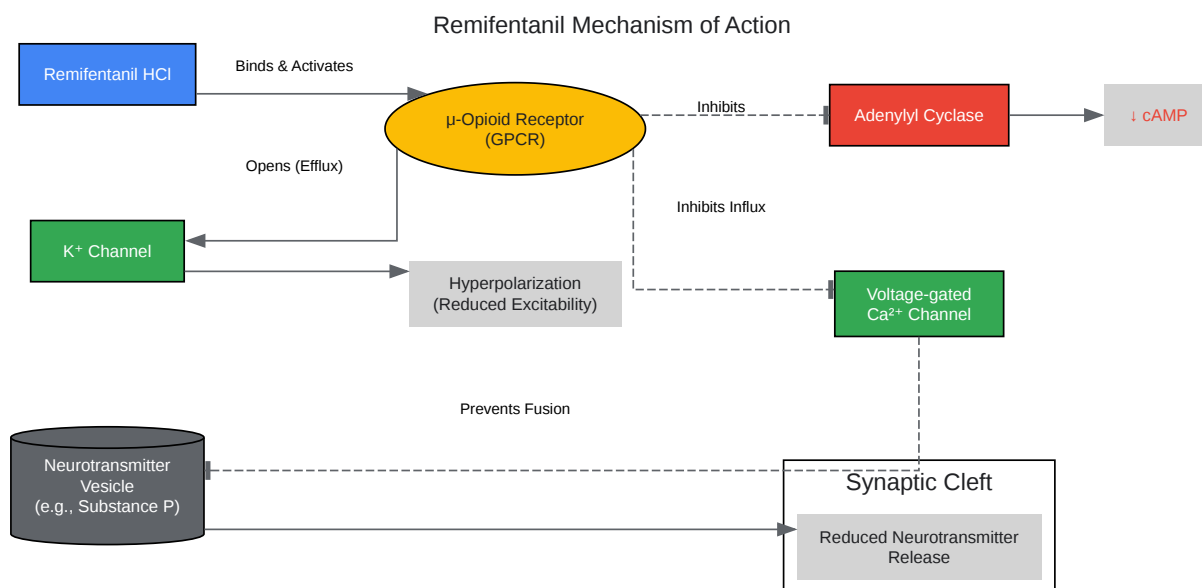 Remifentanil Mechanism of Action
Remifentanil HCl
Binds & Activates
μ-Opioid Receptor
(GPCR)
Inhibits
Adenylyl Cyclase
↓ cAMP
Opens (Efflux)
Inhibits Influx
K⁺ Channel
Hyperpolarization
(Reduced Excitability)
Voltage-gated
Ca²⁺ Channel
Prevents Fusion
Neurotransmitter
Vesicle
(e.g., Substance P)
Synaptic Cleft
Reduced Neurotransmitter
Release